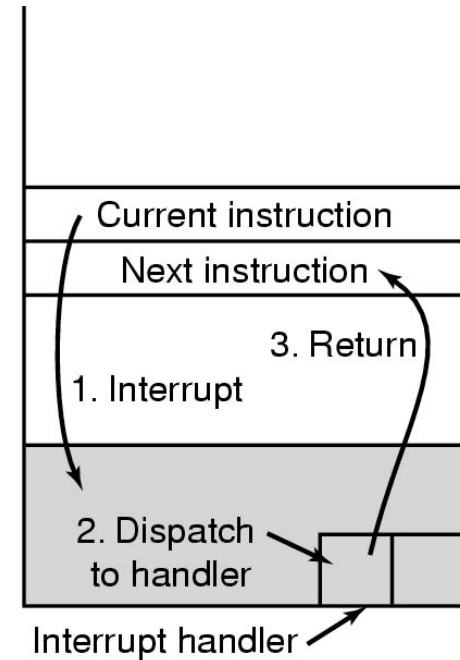 Current instruction
Next instruction
3. Return
1. Interrupt
2. Dispatch
to handler
Interrupt handler